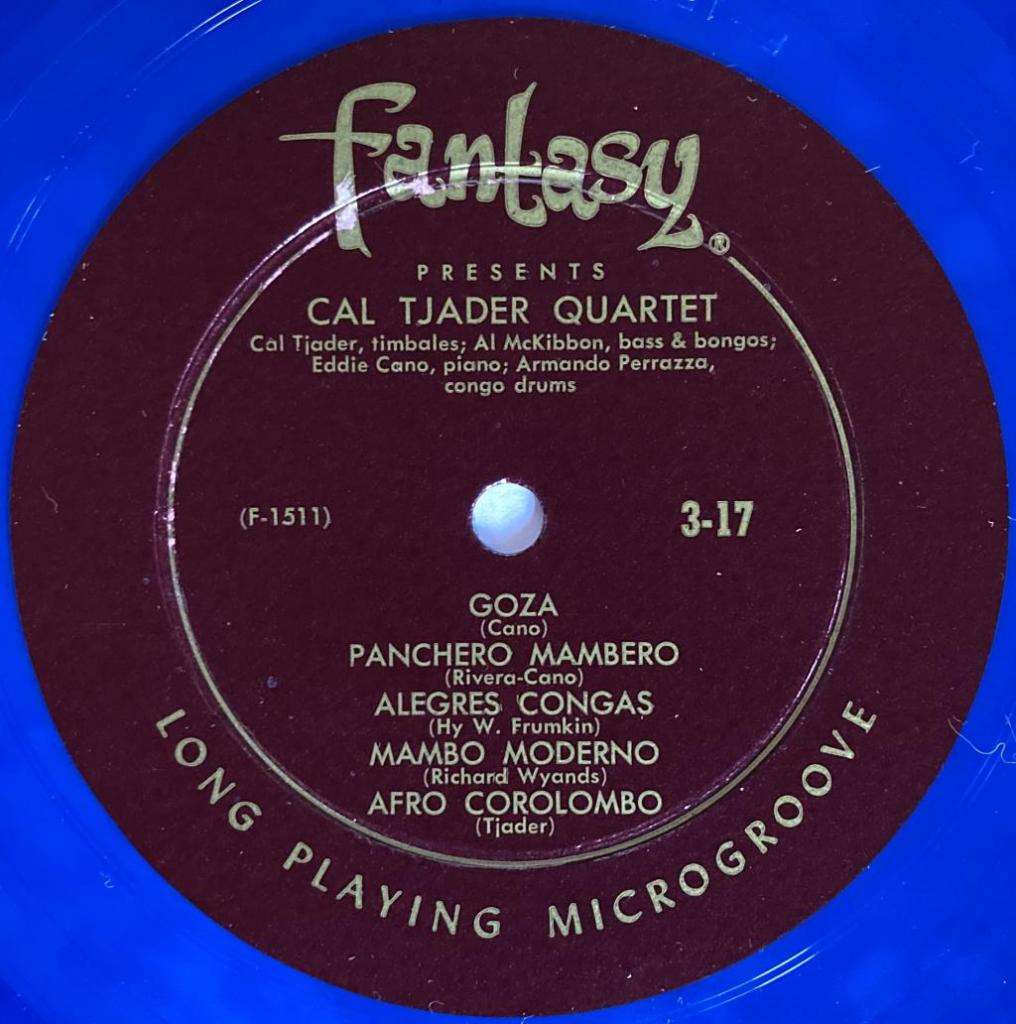 Fantasy®
PRESENTS
CAL TJADER QUARTET
Cal Tjader, timbales; Al McKibbon, bass & bongos;
Eddie Cano, piano; Armando Perrazza,
congo drums
(F-1511) 3-17
GOZA
(Cano)
PANCHERO MAMBERO
(Rivera-Cano)
ALEGRES CONGAS
(Hy W. Frumkin)
MAMBO MODERNO
(Richard Wyands)
AFRO COROLOMBO
(Tjader)
LONG PLAYING MICROGROOVE